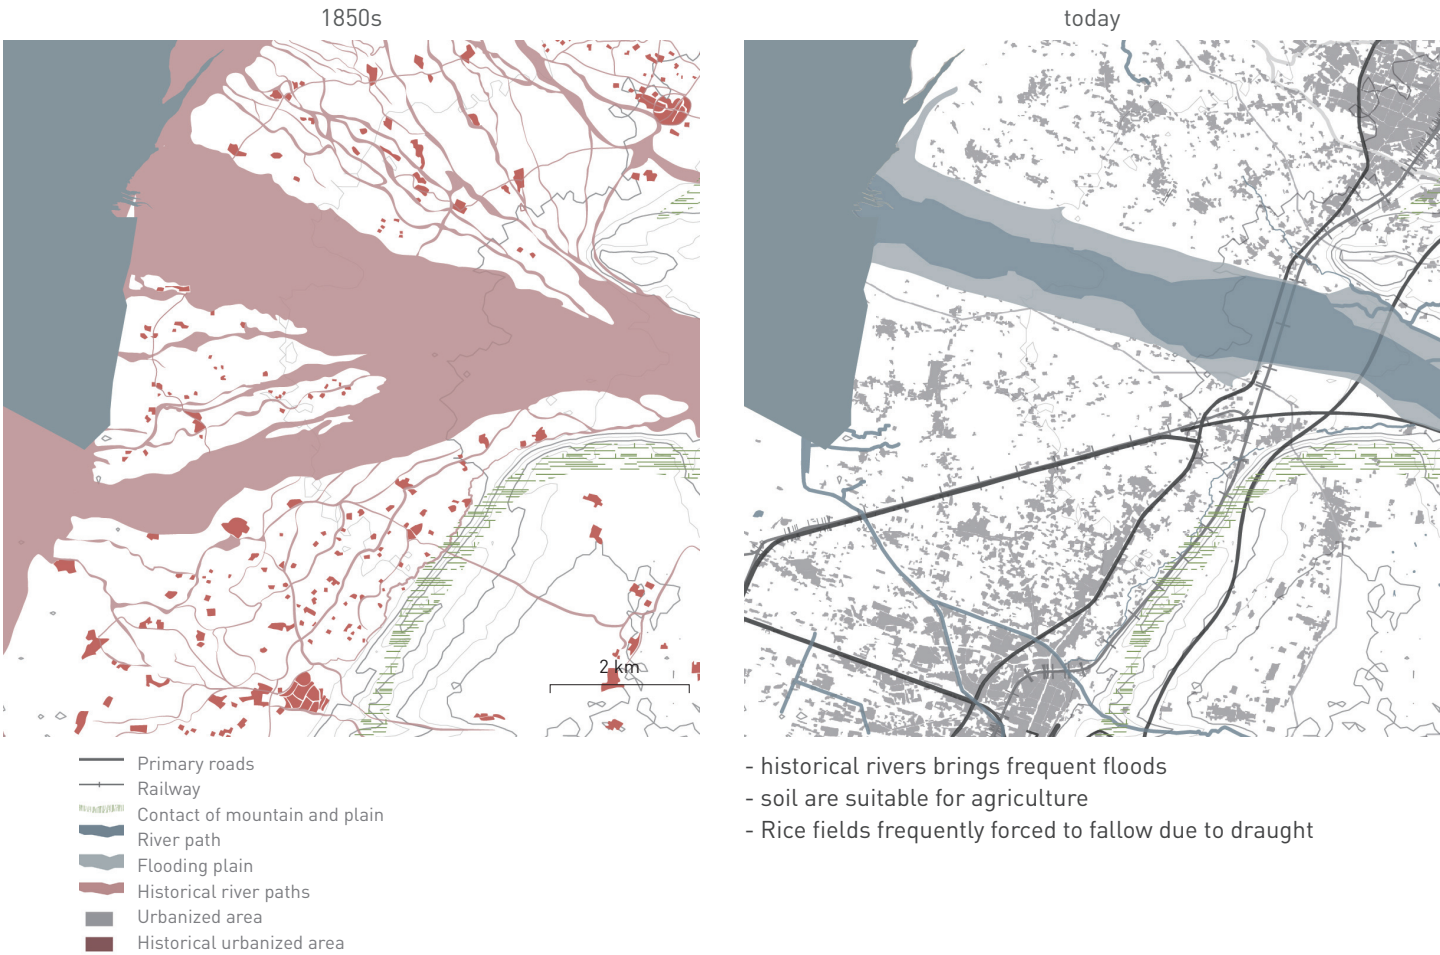 1850s
today
2 km
Primary roads
Railway
Contact of mountain and plain
River path
Flooding plain
Historical river paths
Urbanized area
Historical urbanized area
- historical rivers brings frequent floods
- soil are suitable for agriculture
- Rice fields frequently forced to fallow due to draught